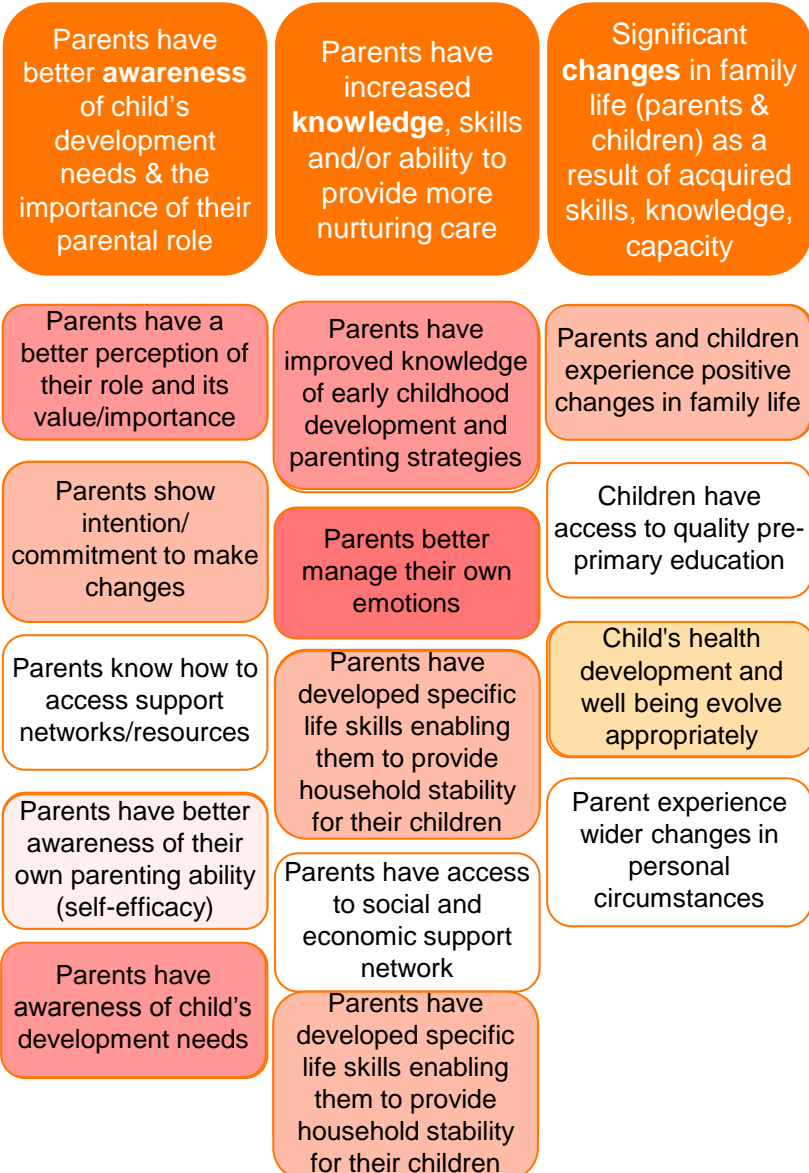 Parents have
better awareness
of child’s
development
needs & the
importance of their
parental role
Parents have a
better perception of
their role and its
value/importance
Parents show
intention/
commitment to make
changes
Parents know how to
access support
networks/resources
Parents have better
awareness of their
own parenting ability
(self-efficacy)
Parents have
awareness of child’s
development needs
Parents have
increased
knowledge, skills
and/or ability to
provide more
nurturing care
Parents have
improved knowledge
of early childhood
development and
parenting strategies
Parents better
manage their own
emotions
Parents have
developed specific
life skills enabling
them to provide
household stability
for their children
Parents have access
to social and
economic support
network
Parents have
developed specific
life skills enabling
them to provide
household stability
for their children
Significant
changes in family
life (parents &
children) as a
result of acquired
skills, knowledge,
capacity
Parents and children
experience positive
changes in family life
Children have
access to quality pre-
primary education
Child's health
development and
well being evolve
appropriately
Parent experience
wider changes in
personal
circumstances